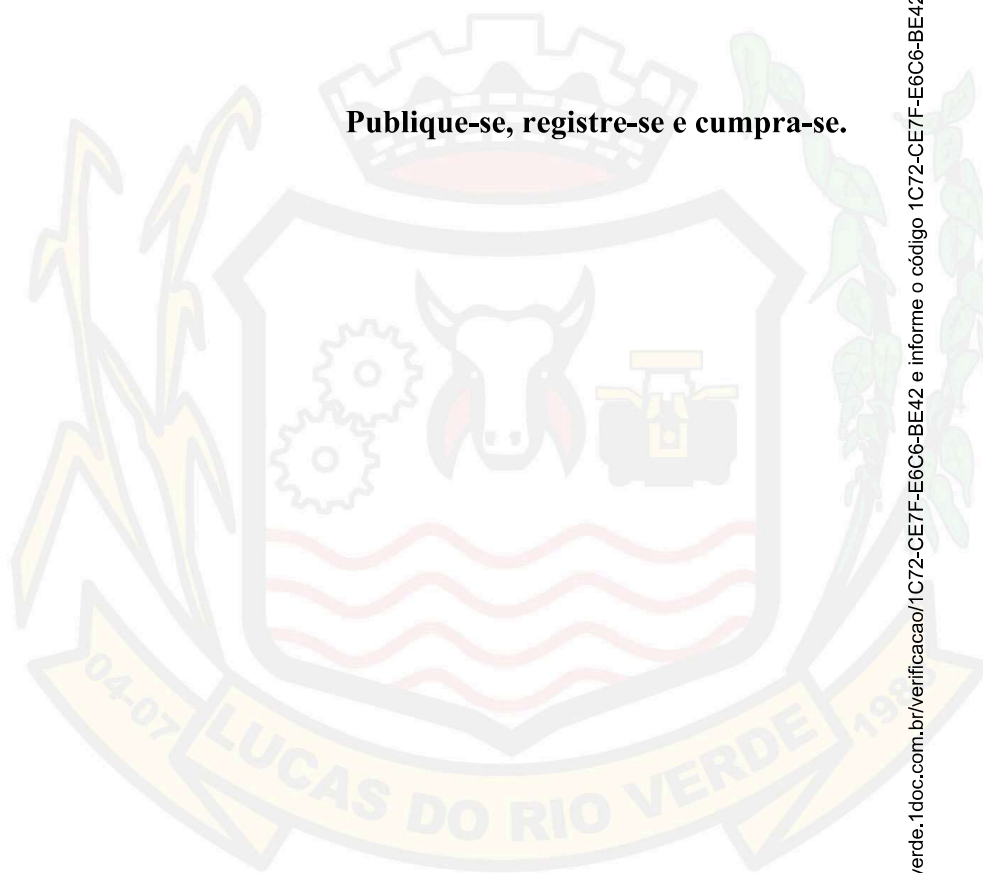 Publique-se, registre-se e cumpra-se.
04-07
LUCAS DO RIO VERDE
verde.1doc.com.br/verificacao/1C72-CE7F-E6C6-BE42 e informe o código 1C72-CE7F-E6C6-BE42